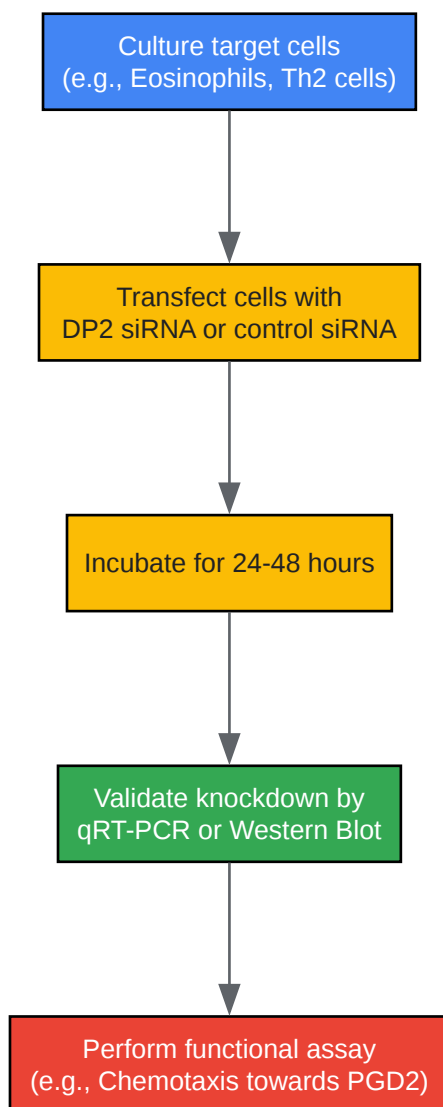 Culture target cells
(e.g., Eosinophils, Th2 cells)
Transfect cells with
DP2 siRNA or control siRNA
Incubate for 24-48 hours
Validate knockdown by
qRT-PCR or Western Blot
Perform functional assay
(e.g., Chemotaxis towards PGD2)